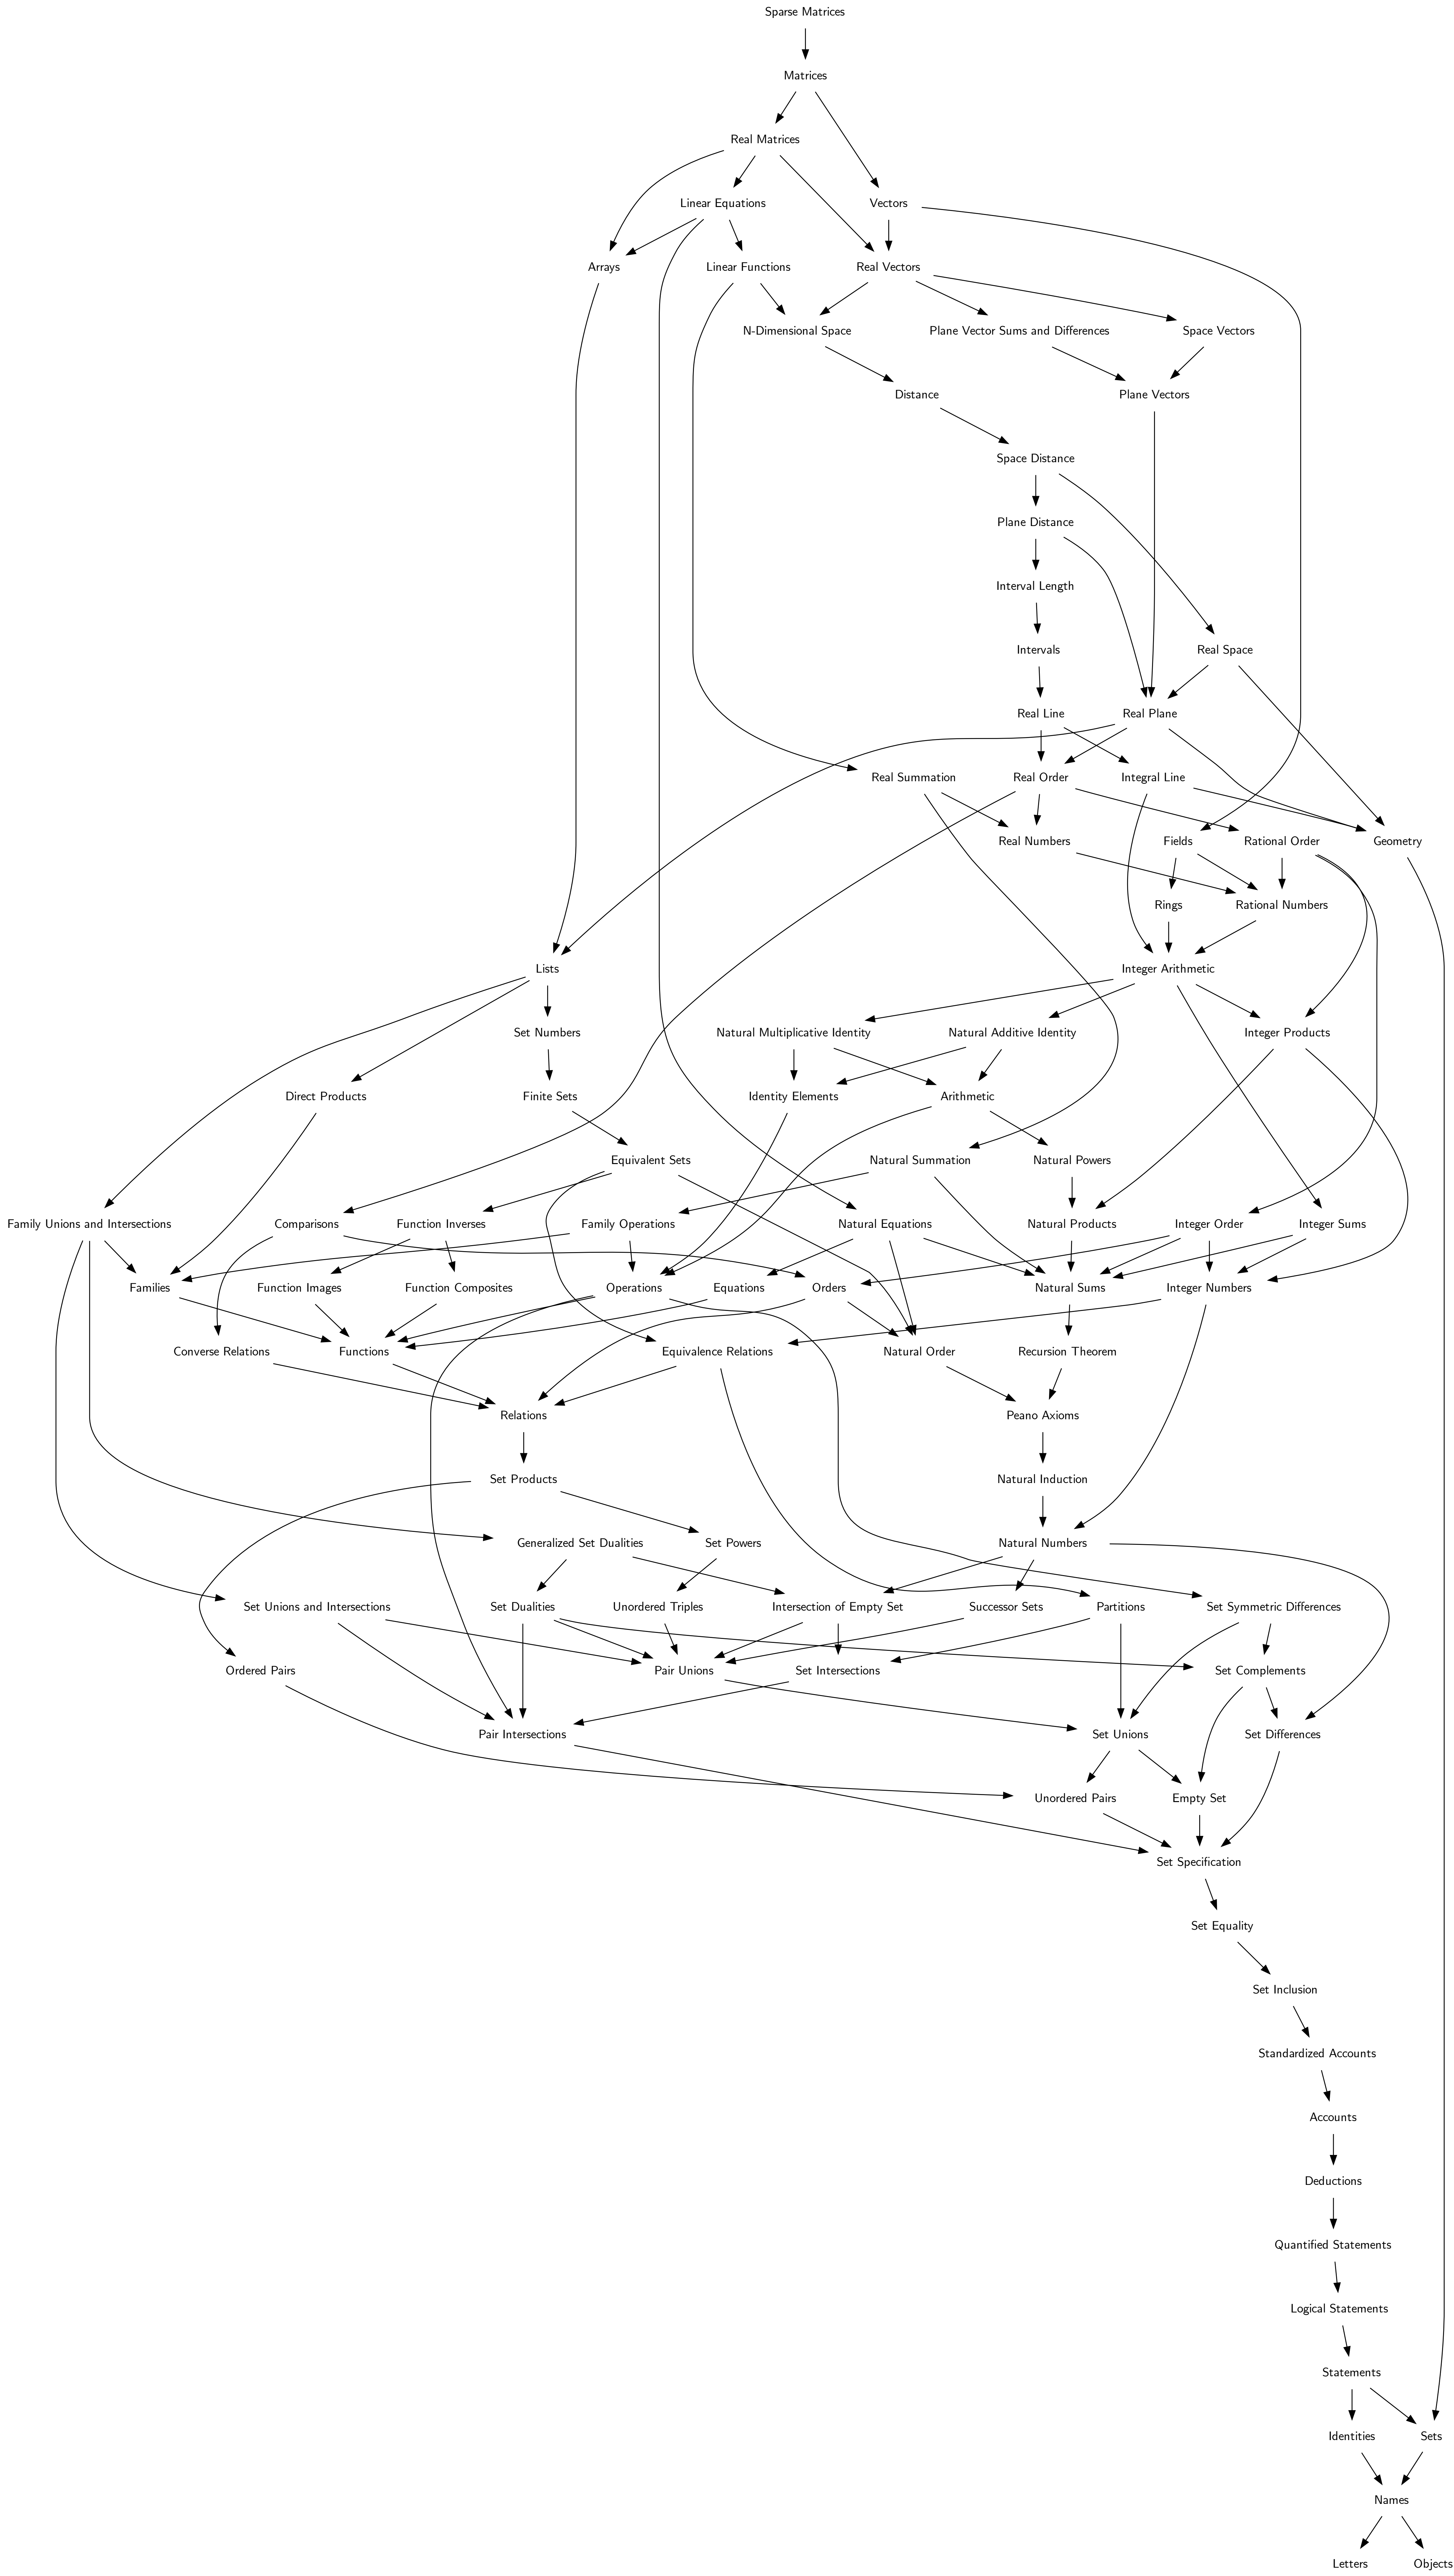 Sparse Matrices
Matrices
Real Matrices
Linear Equations
Vectors
Arrays
Linear Functions
Real Vectors
N-Dimensional Space
Plane Vector Sums and Differences
Space Vectors
Distance
Plane Vectors
Space Distance
Plane Distance
Interval Length
Intervals
Real Space
Real Line
Real Plane
Real Summation
Real Order
Integral Line
Real Numbers
Fields
Rational Order
Geometry
Rings
Rational Numbers
Lists
Integer Arithmetic
Set Numbers
Natural Multiplicative Identity
Natural Additive Identity
Integer Products
Direct Products
Finite Sets
Identity Elements
Arithmetic
Equivalent Sets
Natural Summation
Natural Powers
Family Unions and Intersections
Comparisons
Function Inverses
Family Operations
Natural Equations
Natural Products
Integer Order
Integer Sums
Families
Function Images
Function Composites
Operations
Equations
Orders
Natural Sums
Integer Numbers
Converse Relations
Functions
Equivalence Relations
Natural Order
Recursion Theorem
Relations
Peano Axioms
Set Products
Natural Induction
Generalized Set Dualities
Set Powers
Natural Numbers
Set Unions and Intersections
Set Dualities
Unordered Triples
Intersection of Empty Set
Successor Sets
Partitions
Set Symmetric Differences
Ordered Pairs
Pair Unions
Set Intersections
Set Complements
Pair Intersections
Set Unions
Set Differences
Unordered Pairs
Empty Set
Set Specification
Set Equality
Set Inclusion
Standardized Accounts
Accounts
Deductions
Quantified Statements
Logical Statements
Statements
Identities
Sets
Names
Letters
Objects